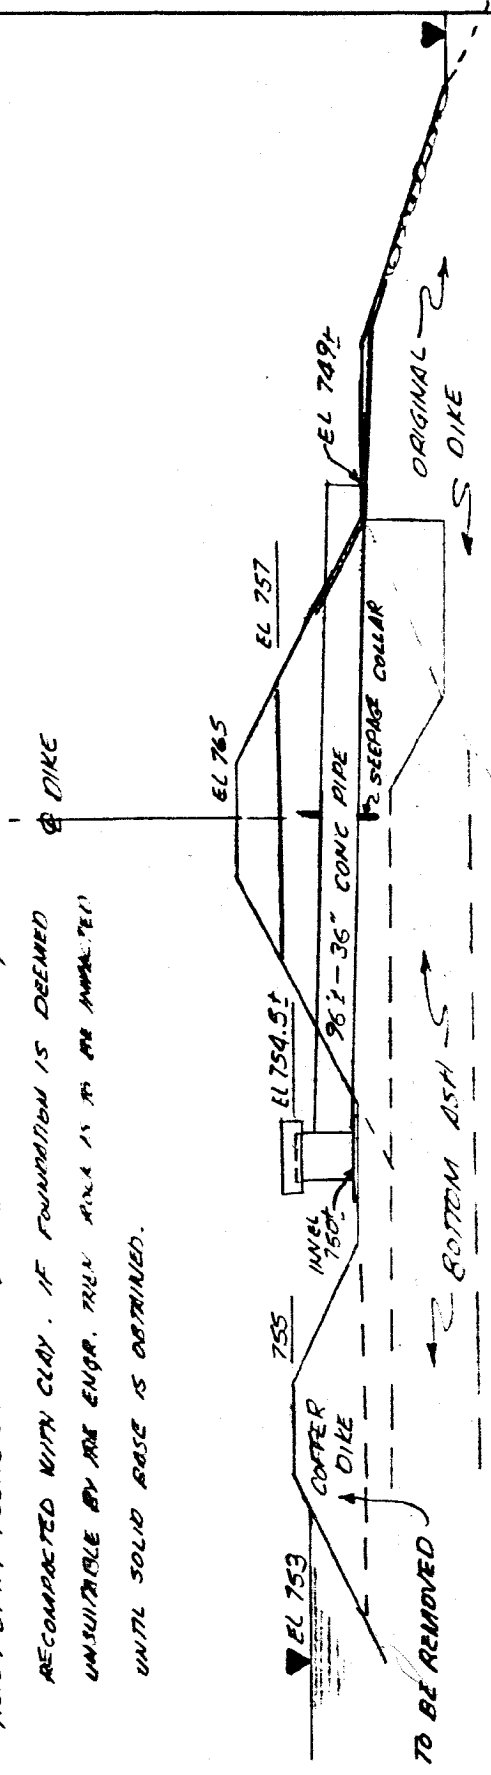 RECOMPACTED WITH CLAY. IF FOUNDATION IS DEEMED
UNSUITABLE BY THE ENGR. THEN ROCK IS TO BE IMPACTED
UNTIL SOLID BASE IS OBTAINED.
℄ DIKE
EL 765
EL 757
EL 749±
EL 754.5±
96'± - 36" CONC PIPE
2 SEEPAGE COLLAR
INV EL
750±
755
COFFER
DIKE
EL 753
TO BE REMOVED
BOTTOM ASH
ORIGINAL
DIKE